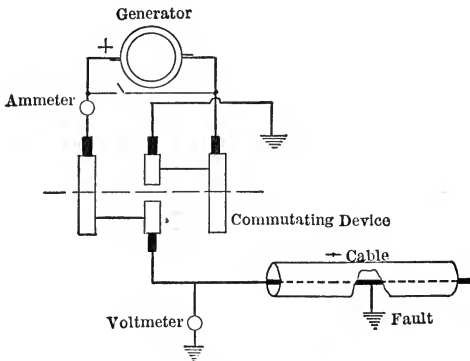 Generator
+
-
Ammeter
Commutating Device
Cable
Voltmeter
Fault